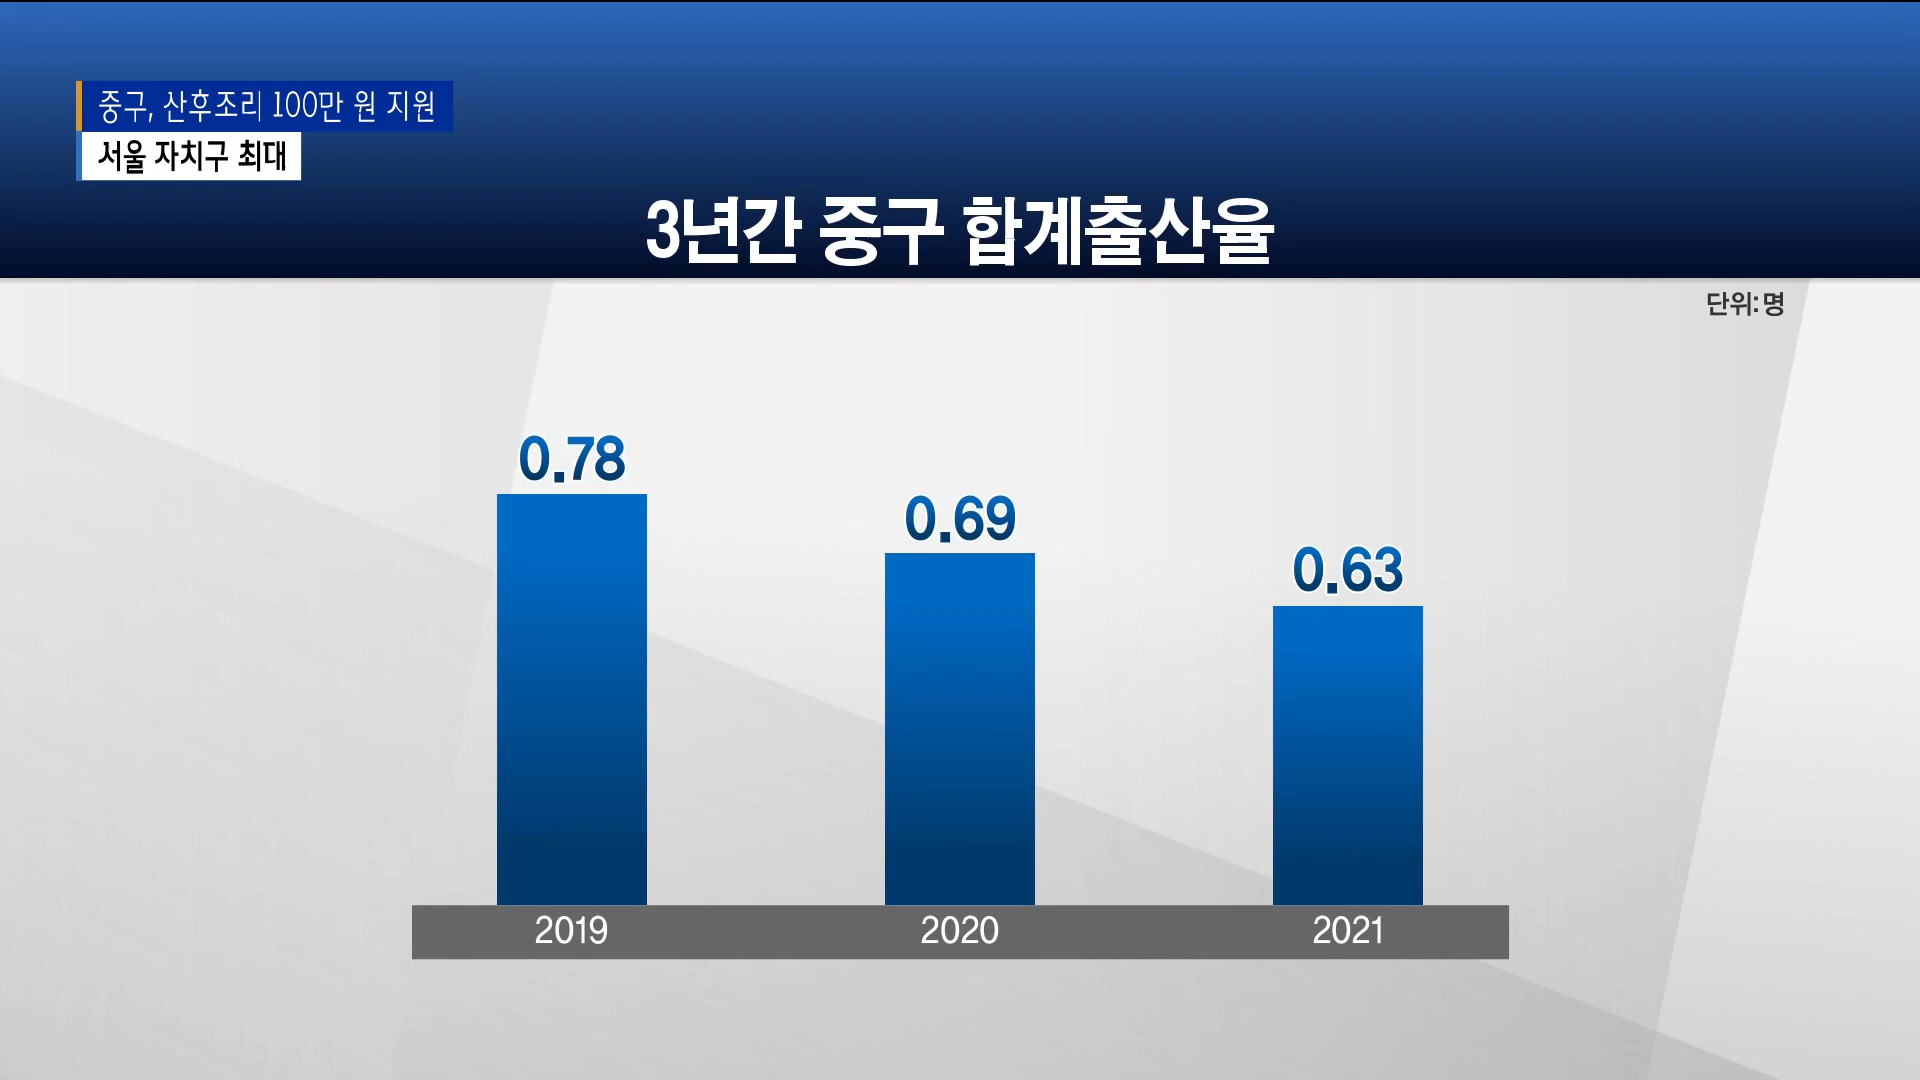 중구, 산후조리 100만 원 지원
서울 자치구 최대
3년간 중구 합계출산율
단위: 명
0.78
0.69
0.63
2019
2020
2021